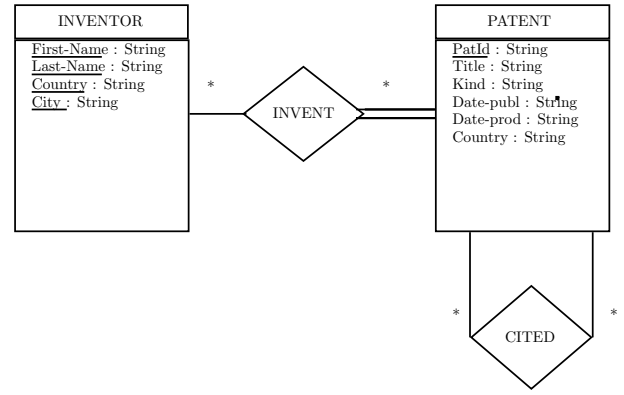 INVENTOR
First-Name : String
Last-Name : String
Country : String
City : String
*
INVENT
*
PATENT
PatId : String
Title : String
Kind : String
Date-publ : String
Date-prod : String
Country : String
*
CITED
*